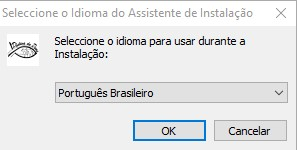 Seleccione o Idioma do Assistente de Instalação
Seleccione o idioma para usar durante a
Instalação:
Português Brasileiro
OK
Cancelar